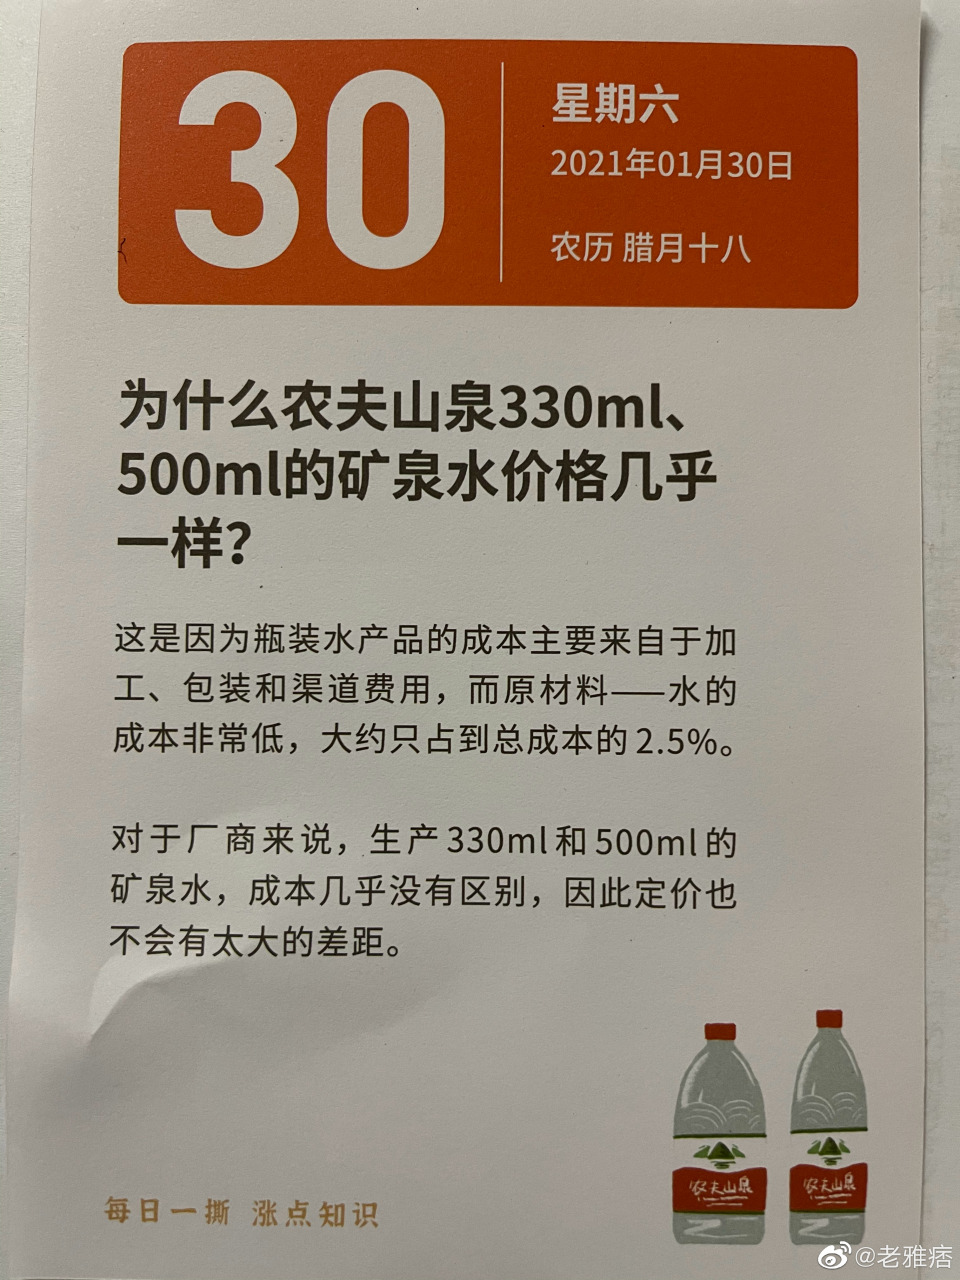 30
星期六
2021年01月30日
农历 腊月十八
为什么农夫山泉330ml、
500ml的矿泉水价格几乎
一样?
这是因为瓶装水产品的成本主要来自于加
工、包装和渠道费用，而原材料——水的
成本非常低，大约只占到总成本的2.5%。
对于厂商来说，生产330ml和500ml的
矿泉水，成本几乎没有区别，因此定价也
不会有太大的差距。
农夫山泉
农夫山泉
每日一撕 涨点知识
@老雅痞